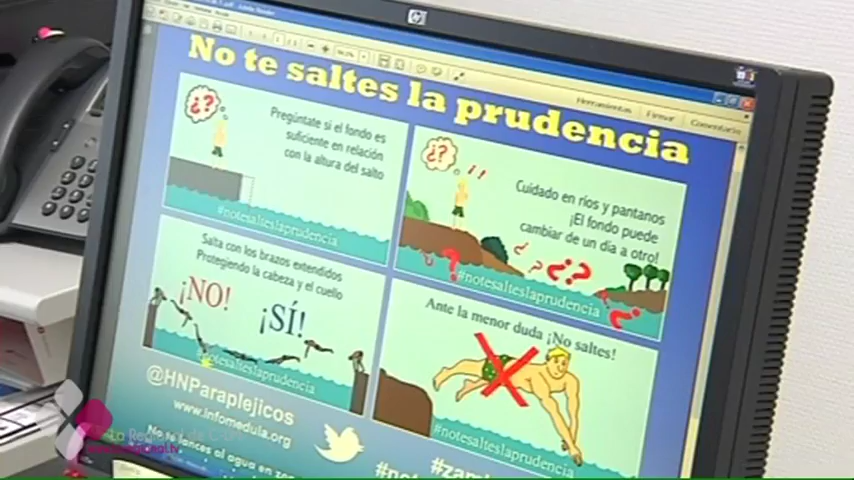 No te saltes la prudencia
Herramientas Firmar Comentario
¿?
Pregúntate si el fondo es
suficiente en relación
con la altura del salto
#notesalteslaprudencia
¿?
¡!
Cuidado en ríos y pantanos
¡El fondo puede
cambiar de un día a otro!
¿?
#notesalteslaprudencia
Salta con los brazos extendidos
Protegiendo la cabeza y el cuello
¡NO!
¡SÍ!
#notesalteslaprudencia
Ante la menor duda ¡No saltes!
#notesalteslaprudencia
@HNParaplejicos
www.infomedula.org
hp